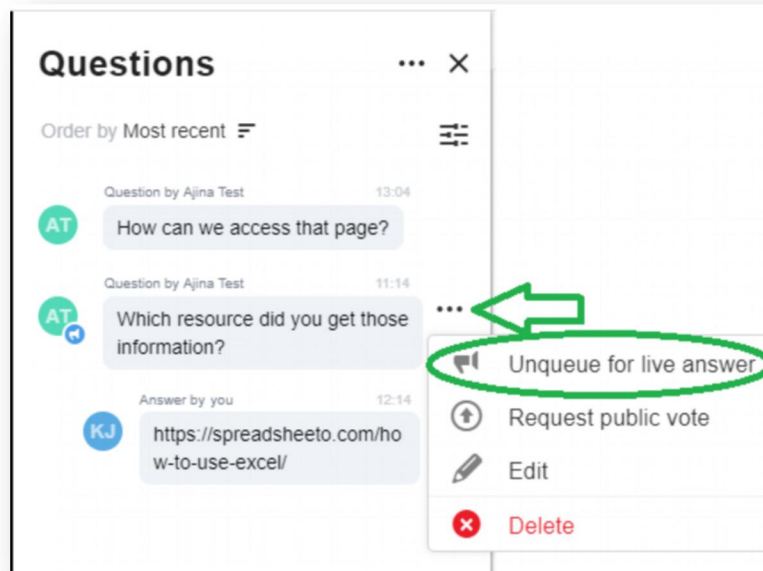 Questions
Order by Most recent
Question by Ajina Test 13:04
AT
How can we access that page?
Question by Ajina Test 11:14
AT
Which resource did you get those
information?
Answer by you 12:14
KJ
https://spreadsheeto.com/ho
w-to-use-excel/
Unqueue for live answer
Request public vote
Edit
Delete